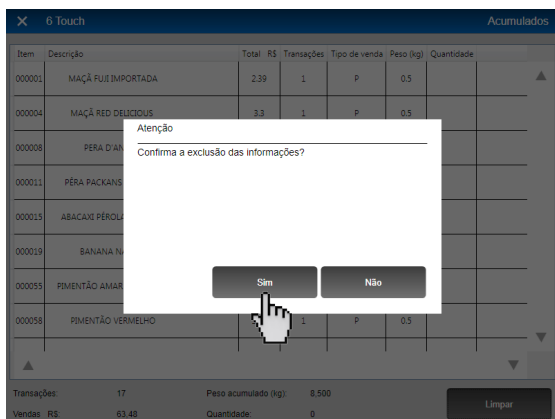 6 Touch Acumulados
Item Descrição Total R$ Transações Tipo de venda Peso (kg) Quantidade
000001 MAÇÃ FUJI IMPORTADA 2.39 1 P 0.5
000004 MAÇÃ RED DELICIOUS 3.3 1 P 0.5
Atenção
000008 PERA D'AN
Confirma a exclusão das informações?
000011 PÊRA PACKANS
000015 ABACAXI PÉROLA
000019 BANANA NA
000055 PIMENTÃO AMAR
Sim Não
000058 PIMENTÃO VERMELHO 1 P 0.5
Transações: 17 Peso acumulado (kg): 8,500
Limpar
Vendas R$: 63.48 Quantidade: 0